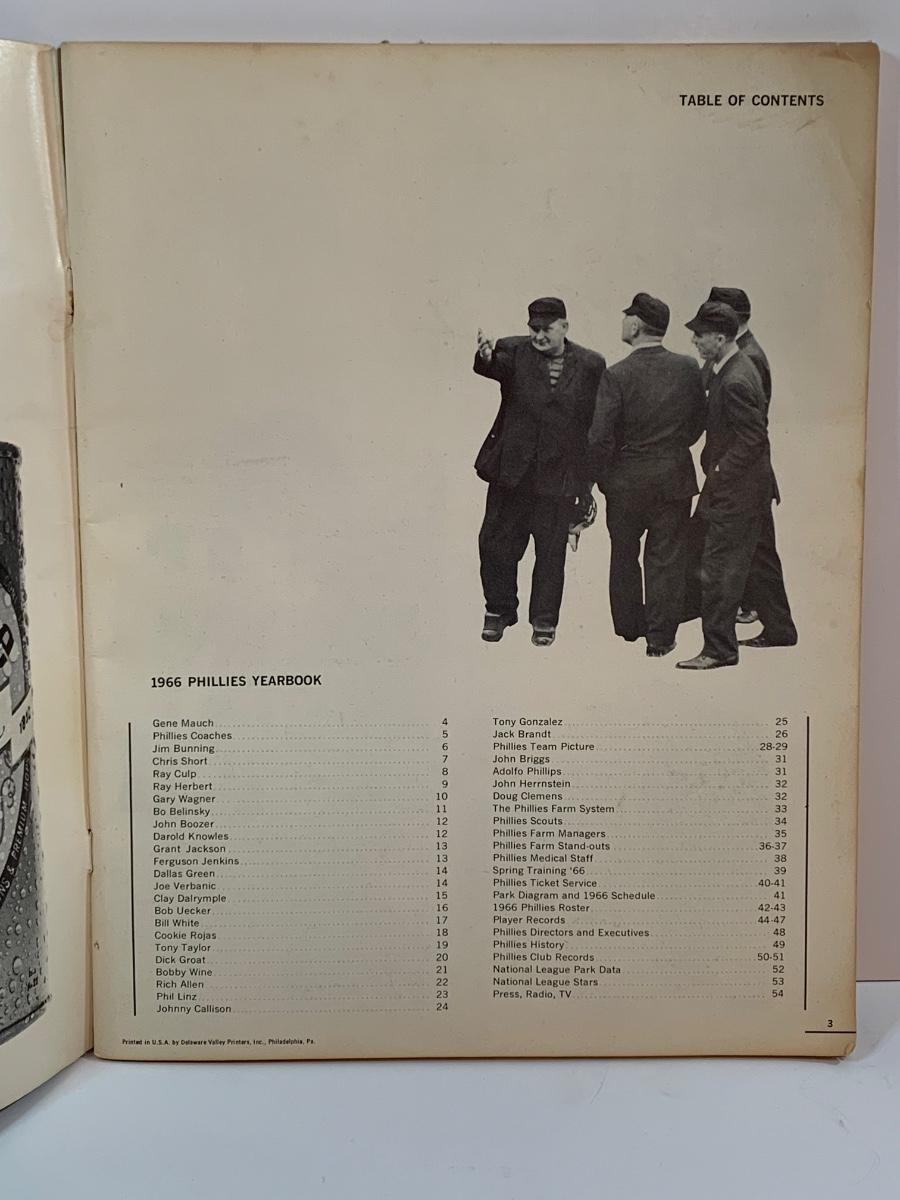 TABLE OF CONTENTS
1966 PHILLIES YEARBOOK
Gene Mauch 4
Phillies Coaches 5
Jim Bunning 6
Chris Short 7
Ray Culp 8
Ray Herbert 9
Gary Wagner 10
Bo Belinsky 11
John Boozer 12
Darold Knowles 12
Grant Jackson 13
Ferguson Jenkins 13
Dallas Green 14
Joe Verbanic 14
Clay Dalrymple 15
Bob Uecker 16
Bill White 17
Cookie Rojas 18
Tony Taylor 19
Dick Groat 20
Bobby Wine 21
Rich Allen 22
Phil Linz 23
Johnny Callison 24
Tony Gonzalez 25
Jack Brandt 26
Phillies Team Picture 28-29
John Briggs 31
Adolfo Phillips 31
John Herrnstein 32
Doug Clemens 32
The Phillies Farm System 33
Phillies Scouts 34
Phillies Farm Managers 35
Phillies Farm Stand-outs 36-37
Phillies Medical Staff 38
Spring Training '66 39
Phillies Ticket Service 40-41
Park Diagram and 1966 Schedule 41
1966 Phillies Roster 42-43
Player Records 44-47
Phillies Directors and Executives 48
Phillies History 49
Phillies Club Records 50-51
National League Park Data 52
National League Stars 53
Press, Radio, TV 54
3
Printed in U.S.A. by Delaware Valley Printers, Inc., Philadelphia, Pa.